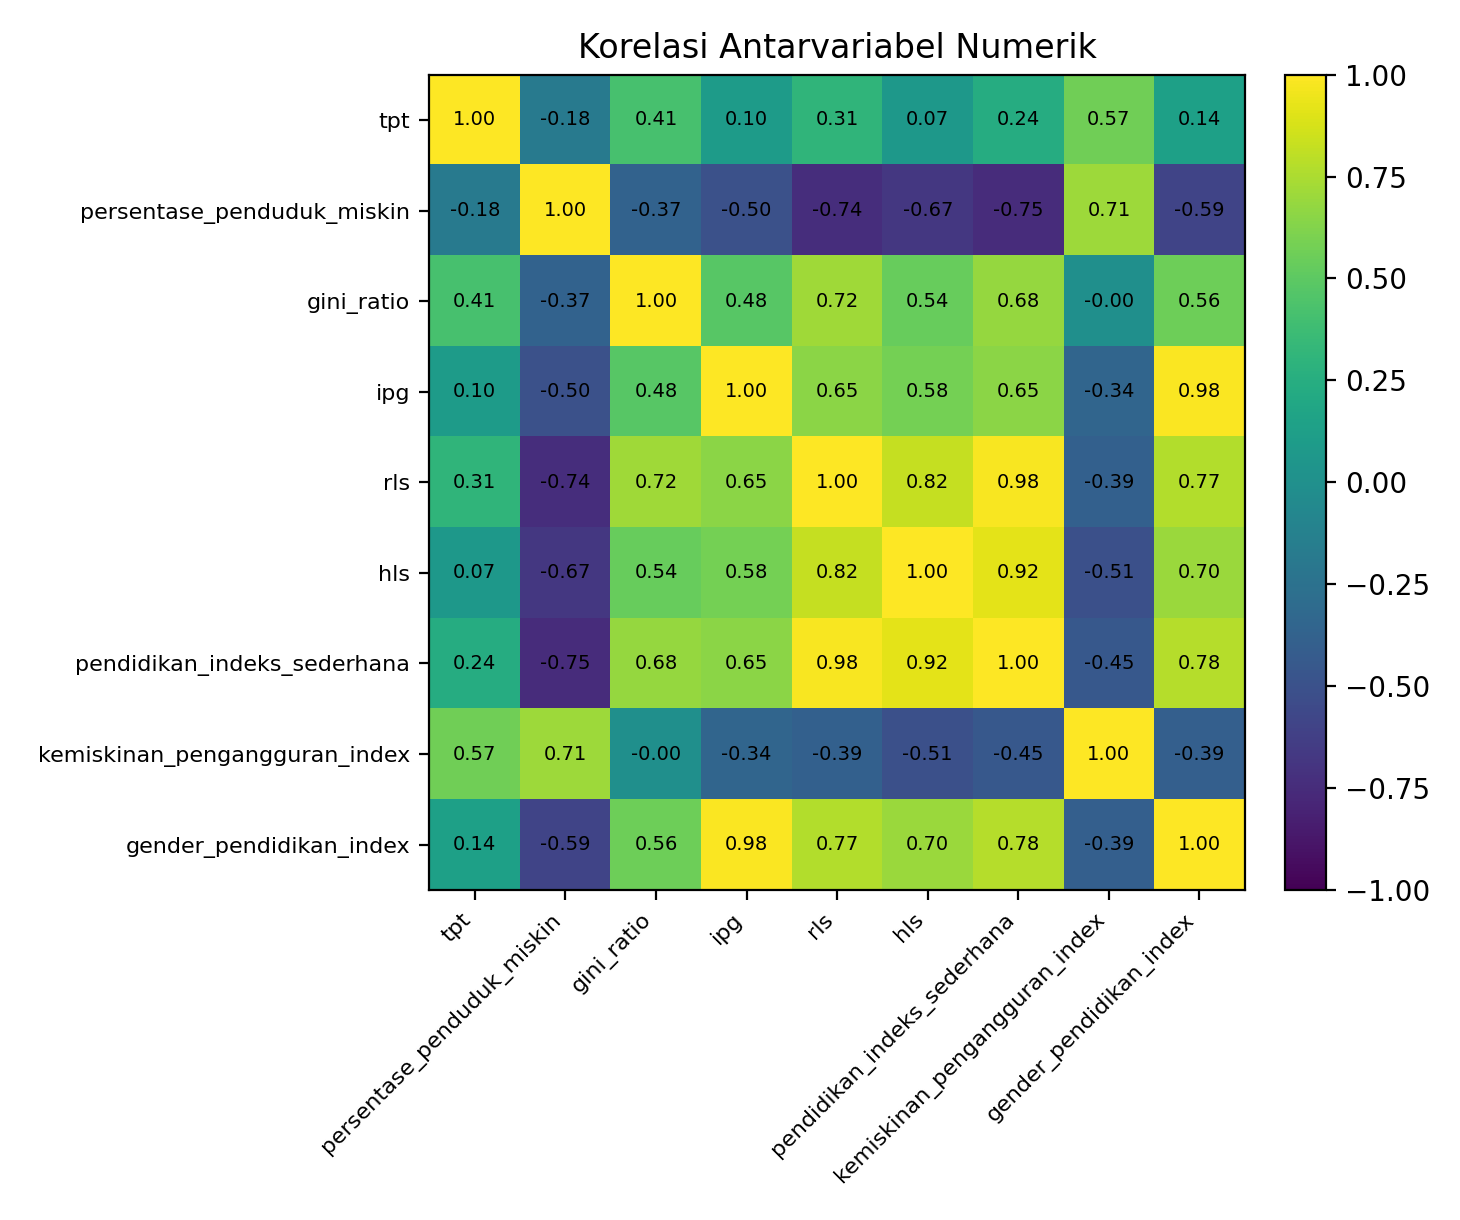 Korelasi Antarvariabel Numerik
tpt 1.00 -0.18 0.41 0.10 0.31 0.07 0.24 0.57 0.14
persentase_penduduk_miskin -0.18 1.00 -0.37 -0.50 -0.74 -0.67 -0.75 0.71 -0.59
gini_ratio 0.41 -0.37 1.00 0.48 0.72 0.54 0.68 -0.00 0.56
ipg 0.10 -0.50 0.48 1.00 0.65 0.58 0.65 -0.34 0.98
rls 0.31 -0.74 0.72 0.65 1.00 0.82 0.98 -0.39 0.77
hls 0.07 -0.67 0.54 0.58 0.82 1.00 0.92 -0.51 0.70
pendidikan_indeks_sederhana 0.24 -0.75 0.68 0.65 0.98 0.92 1.00 -0.45 0.78
kemiskinan_pengangguran_index 0.57 0.71 -0.00 -0.34 -0.39 -0.51 -0.45 1.00 -0.39
gender_pendidikan_index 0.14 -0.59 0.56 0.98 0.77 0.70 0.78 -0.39 1.00
tpt
persentase_penduduk_miskin
gini_ratio
ipg
rls
hls
pendidikan_indeks_sederhana
kemiskinan_pengangguran_index
gender_pendidikan_index
1.00
0.75
0.50
0.25
0.00
−0.25
−0.50
−0.75
−1.00